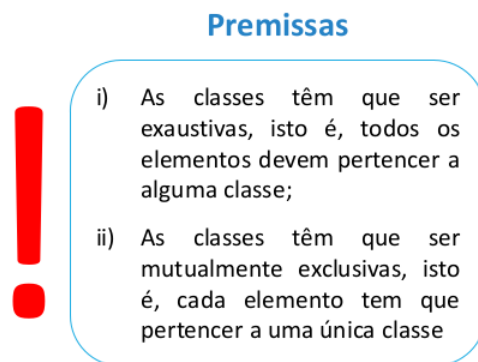 Premissas
i) As classes têm que ser
exaustivas, isto é, todos os
elementos devem pertencer a
alguma classe;
ii) As classes têm que ser
mutualmente exclusivas, isto
é, cada elemento tem que
pertencer a uma única classe
!